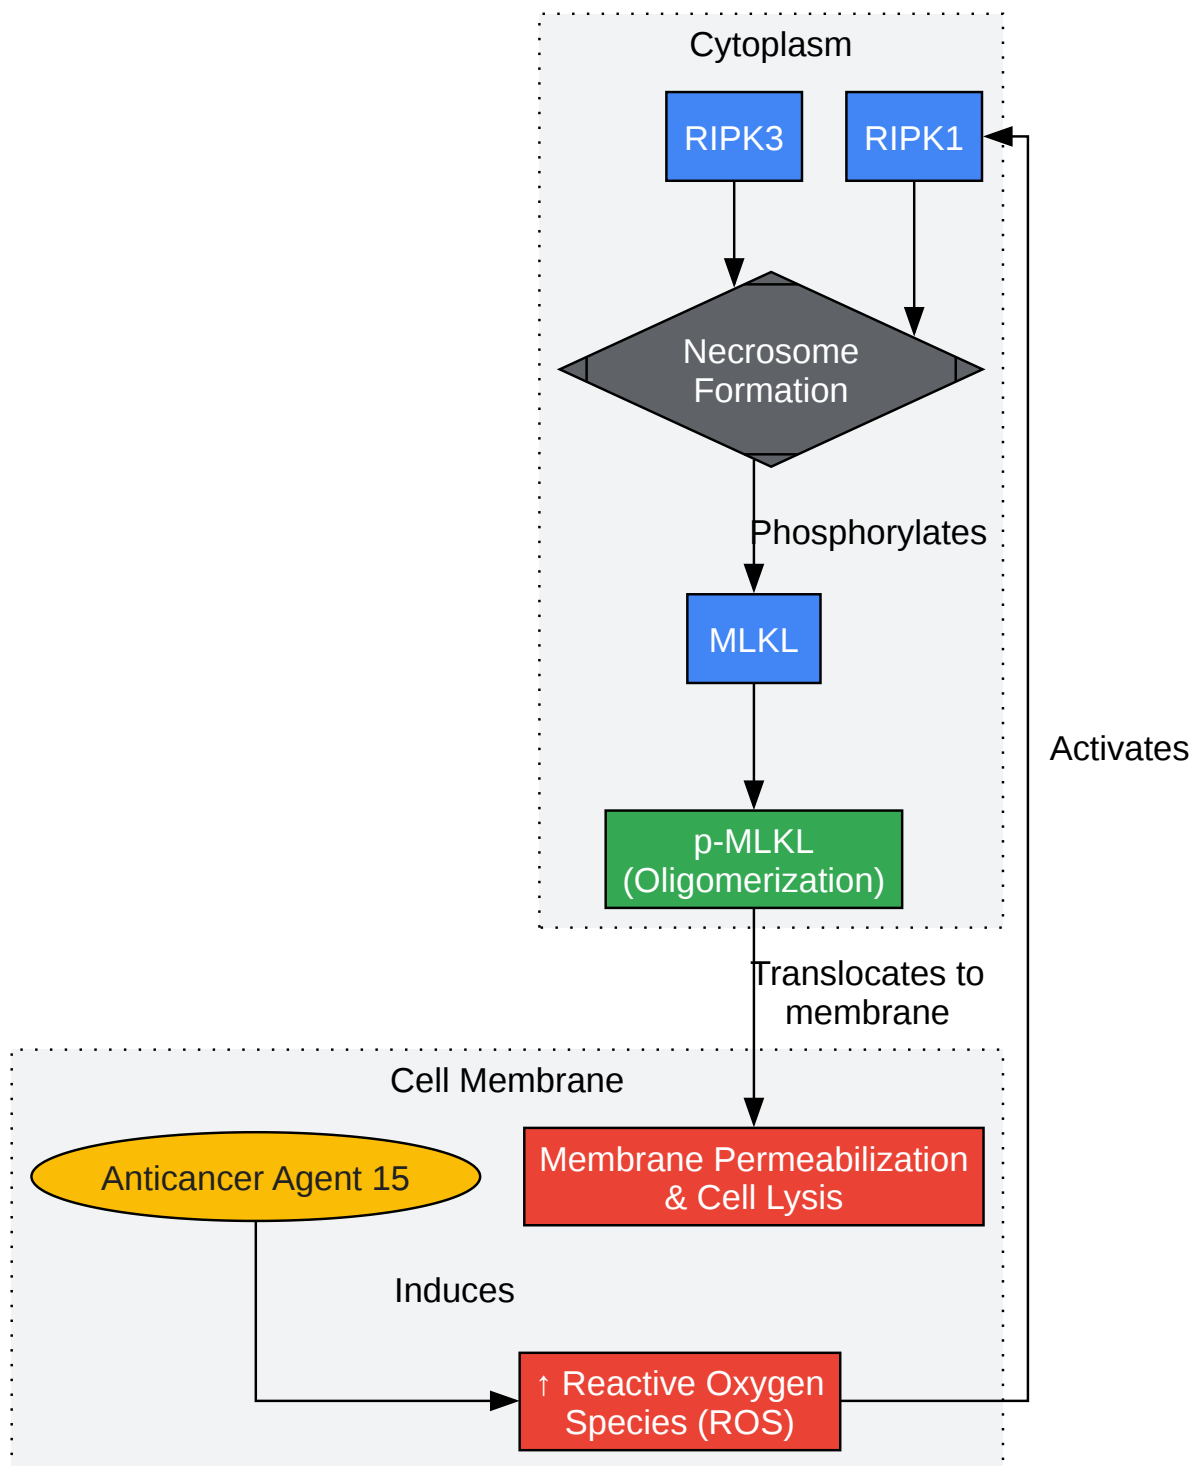 Cytoplasm
RIPK3
RIPK1
Necrosome
Formation
Phosphorylates
MLKL
Activates
p-MLKL
(Oligomerization)
Translocates to
membrane
Cell Membrane
Anticancer Agent 15
Membrane Permeabilization
& Cell Lysis
Induces
↑ Reactive Oxygen
Species (ROS)